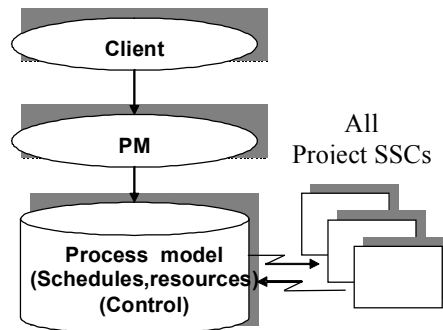 Client
PM
All
Project SSCs
Process model
(Schedules,resources)
(Control)